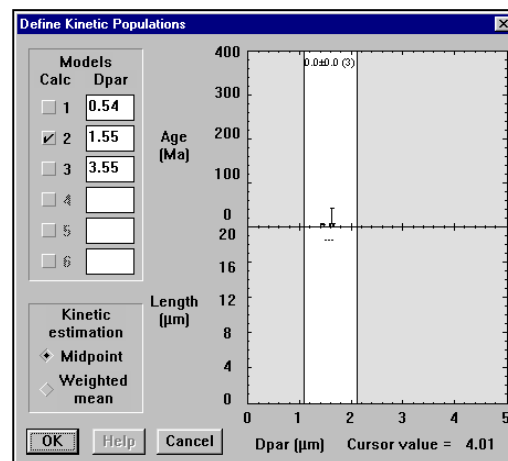 Define Kinetic Populations
Models
Calc Dpar
1 0.54
2 1.55
3 3.55
4
5
6
Kinetic
estimation
Midpoint
Weighted
mean
OK Help Cancel
Age
(Ma)
400
300
200
100
0
0.0±0.0 (3)
Length
(µm)
20
16
12
8
4
0
0 1 2 3 4 5
Dpar (µm) Cursor value = 4.01